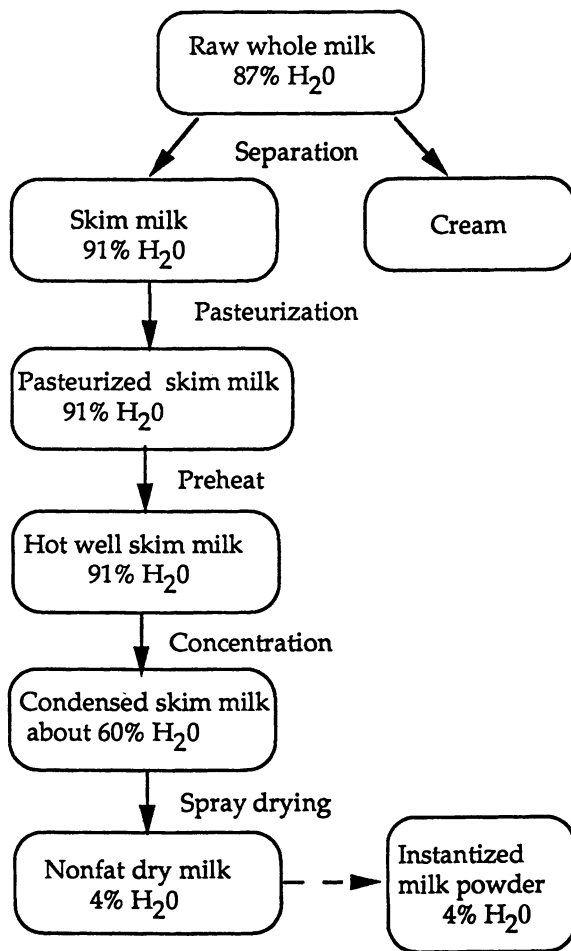 Raw whole milk
87% H₂0
Separation
Skim milk
91% H₂0
Cream
Pasteurization
Pasteurized skim milk
91% H₂0
Preheat
Hot well skim milk
91% H₂0
Concentration
Condensed skim milk
about 60% H₂0
Spray drying
Nonfat dry milk
4% H₂0
Instantized
milk powder
4% H₂0